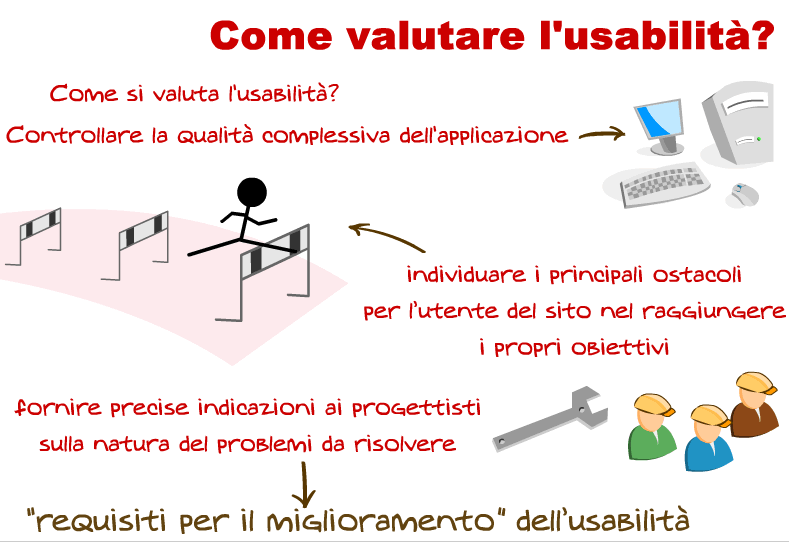 Come valutare l'usabilità?
Come si valuta l'usabilità?
Controllare la qualità complessiva dell'applicazione
individuare i principali ostacoli
per l'utente del sito nel raggiungere
i propri obiettivi
fornire precise indicazioni ai progettisti
sulla natura del problemi da risolvere
"requisiti per il miglioramento" dell'usabilità